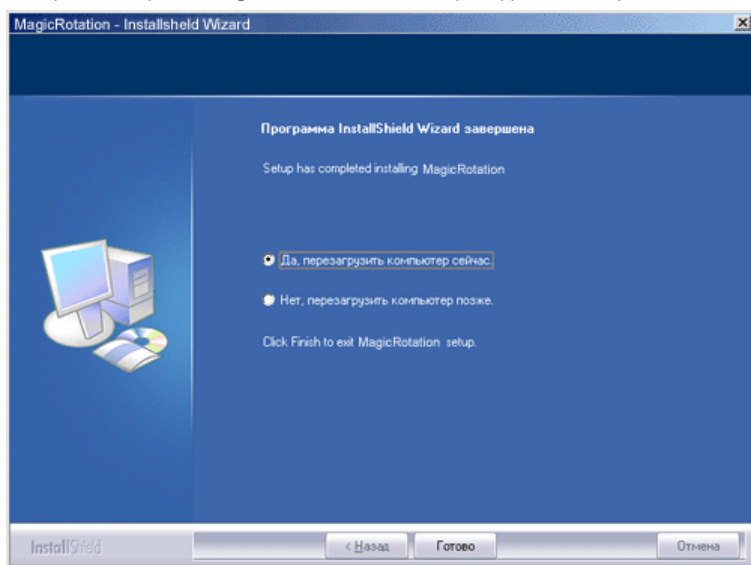 MagicRotation - Installsheld Wizard
Программа InstallShield Wizard завершена
Setup has completed installing MagicRotation
Да, перезагрузить компьютер сейчас.
Нет, перезагрузить компьютер позже.
Click Finish to exit MagicRotation setup.
InstallShield
< Назад Готово Отмена